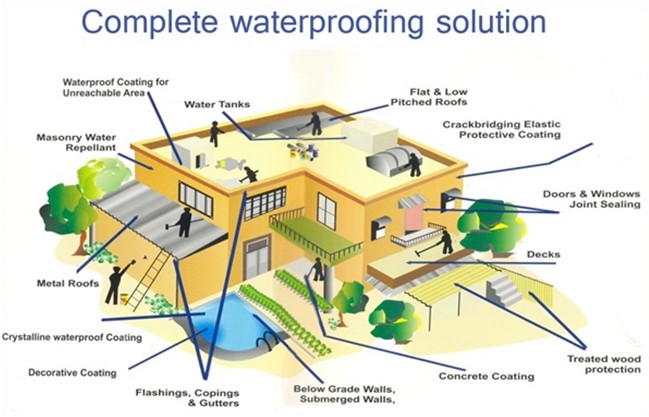 Complete waterproofing solution
Waterproof Coating for
Unreachable Area
Water Tanks
Flat & Low
Pitched Roofs
Masonry Water
Repellant
Crackbridging Elastic
Protective Coating
Doors & Windows
Joint Sealing
Decks
Metal Roofs
Crystalline waterproof Coating
Decorative Coating
Flashings, Copings
& Gutters
Below Grade Walls,
Submerged Walls,
Concrete Coating
Treated wood
protection